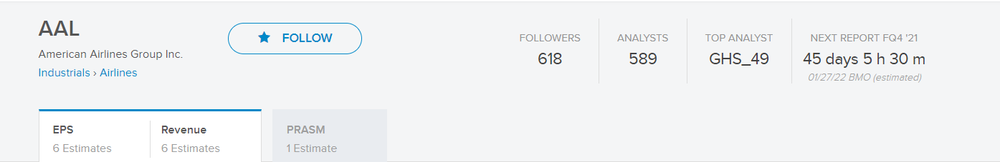 AAL
American Airlines Group Inc.
Industrials › Airlines
FOLLOW
FOLLOWERS
618
ANALYSTS
589
TOP ANALYST
GHS_49
NEXT REPORT FQ4 '21
45 days 5 h 30 m
01/27/22 BMO (estimated)
EPS
6 Estimates
Revenue
6 Estimates
PRASM
1 Estimate